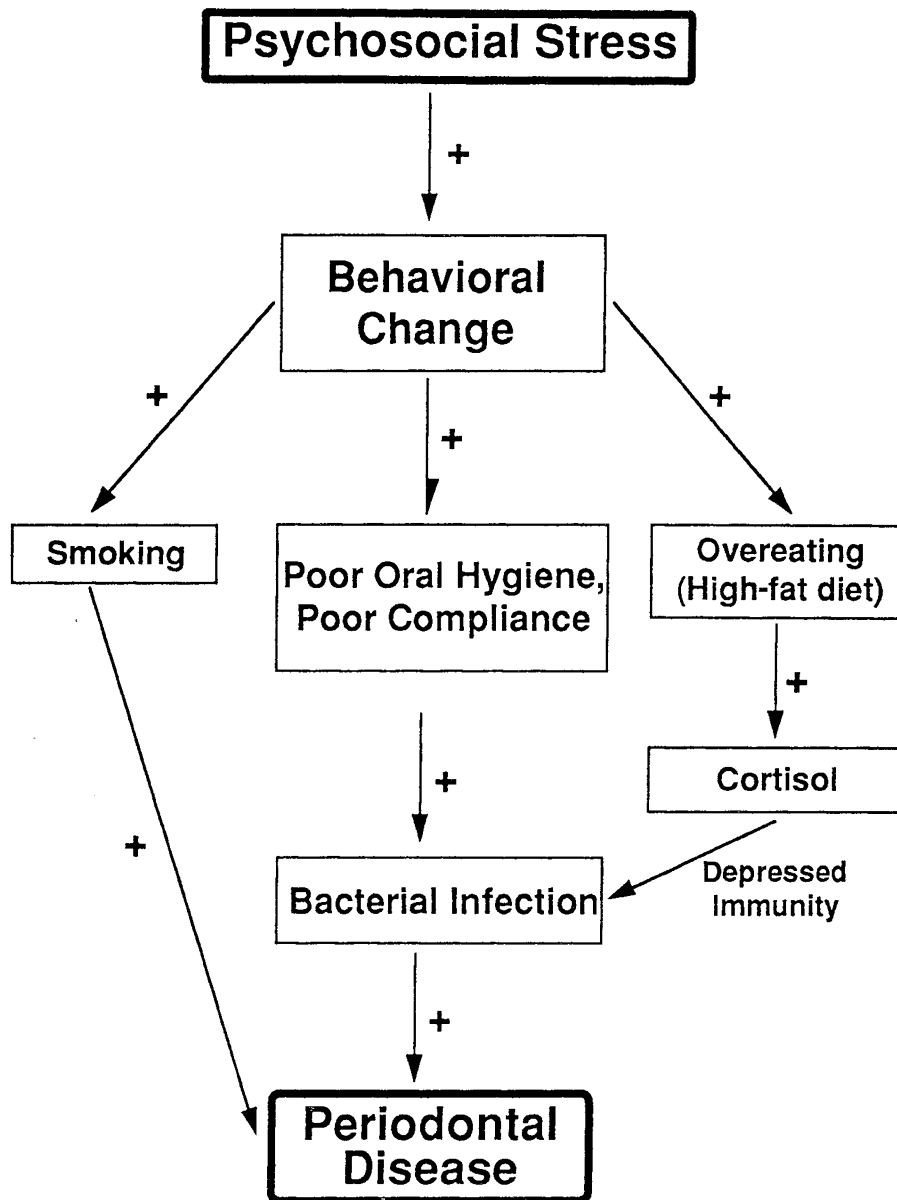 Psychosocial Stress
+
Behavioral
Change
+
+
+
Smoking
Poor Oral Hygiene,
Poor Compliance
Overeating
(High-fat diet)
+
Cortisol
+
+
Depressed
Immunity
Bacterial Infection
+
Periodontal
Disease